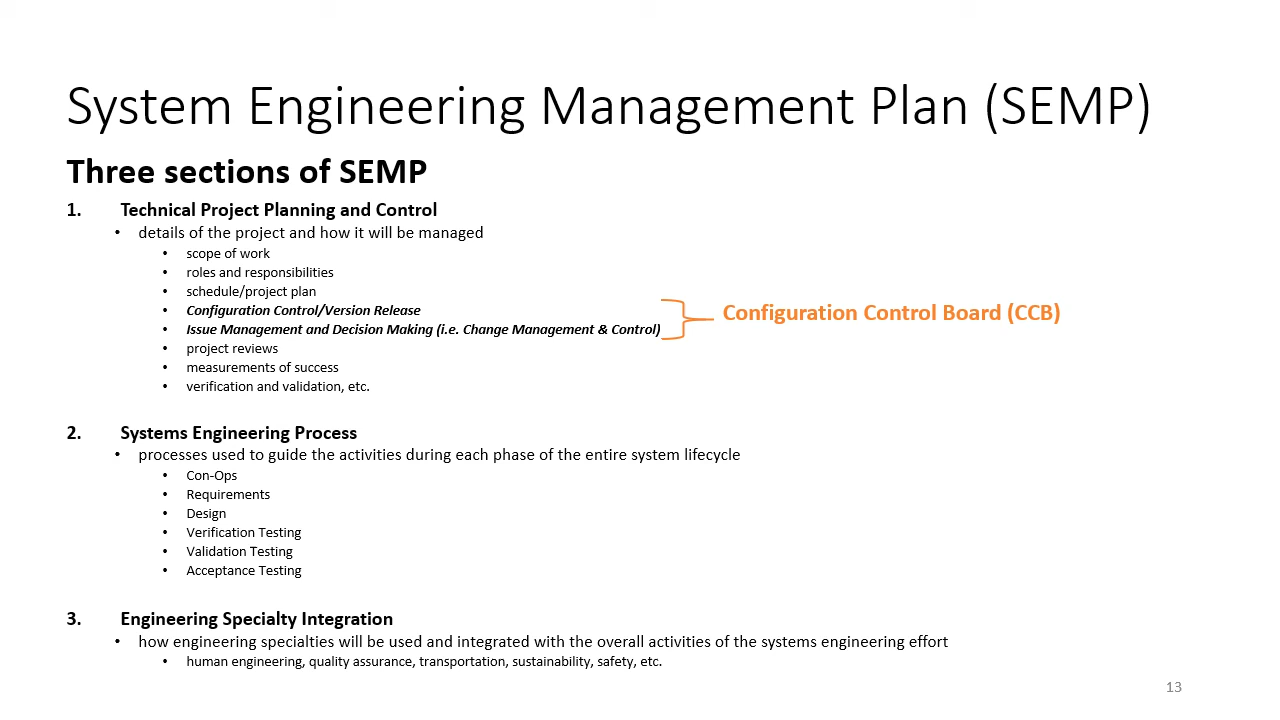 System Engineering Management Plan (SEMP)
Three sections of SEMP
1. Technical Project Planning and Control
• details of the project and how it will be managed
• scope of work
• roles and responsibilities
• schedule/project plan
• Configuration Control/Version Release
• Issue Management and Decision Making (i.e. Change Management & Control)
Configuration Control Board (CCB)
• project reviews
• measurements of success
• verification and validation, etc.
2. Systems Engineering Process
• processes used to guide the activities during each phase of the entire system lifecycle
• Con-Ops
• Requirements
• Design
• Verification Testing
• Validation Testing
• Acceptance Testing
3. Engineering Specialty Integration
• how engineering specialties will be used and integrated with the overall activities of the systems engineering effort
• human engineering, quality assurance, transportation, sustainability, safety, etc.
13